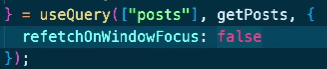 } = useQuery(["posts"], getPosts, {
refetchOnWindowFocus: false
});